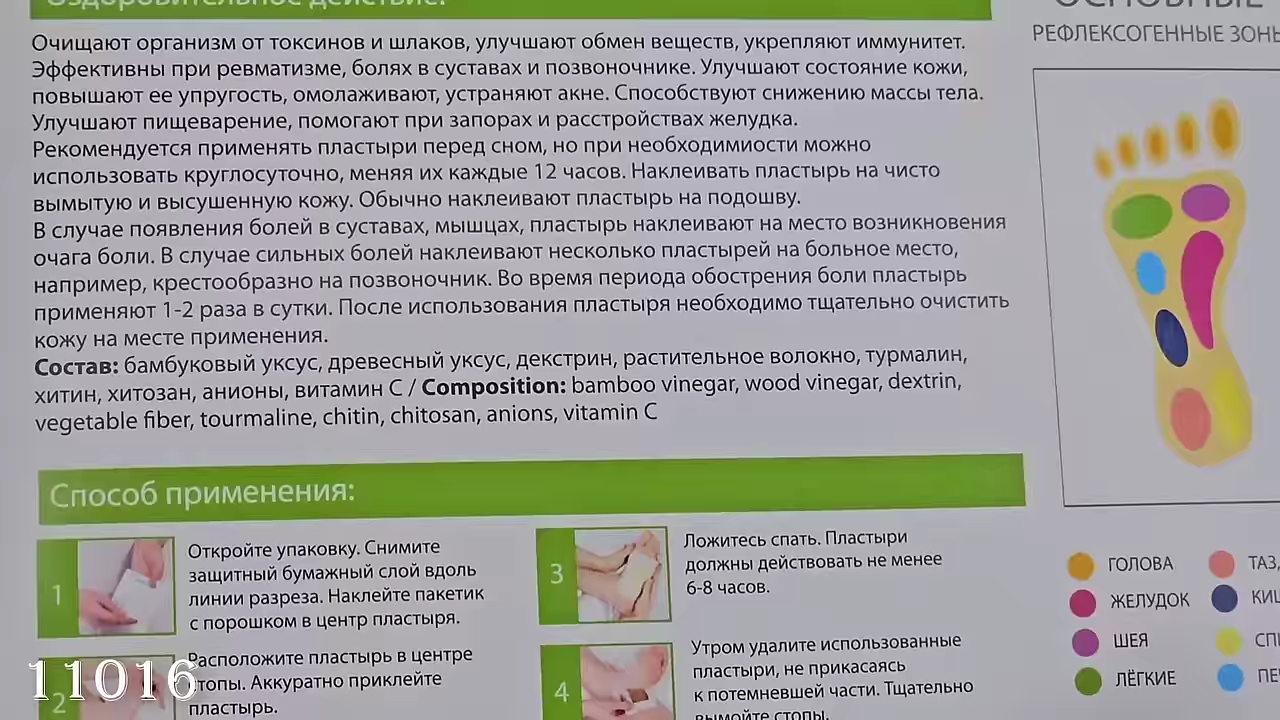 Оздоровительное действие:
Очищают организм от токсинов и шлаков, улучшают обмен веществ, укрепляют иммунитет.
Эффективны при ревматизме, болях в суставах и позвоночнике. Улучшают состояние кожи,
повышают ее упругость, омолаживают, устраняют акне. Способствуют снижению массы тела.
Улучшают пищеварение, помогают при запорах и расстройствах желудка.
Рекомендуется применять пластыри перед сном, но при необходимиости можно
использовать круглосуточно, меняя их каждые 12 часов. Наклеивать пластырь на чисто
вымытую и высушенную кожу. Обычно наклеивают пластырь на подошву.
В случае появления болей в суставах, мышцах, пластырь наклеивают на место возникновения
очага боли. В случае сильных болей наклеивают несколько пластырей на больное место,
например, крестообразно на позвоночник. Во время периода обострения боли пластырь
применяют 1-2 раза в сутки. После использования пластыря необходимо тщательно очистить
кожу на месте применения.
Состав: бамбуковый уксус, древесный уксус, декстрин, растительное волокно, турмалин,
хитин, хитозан, анионы, витамин С / Composition: bamboo vinegar, wood vinegar, dextrin,
vegetable fiber, tourmaline, chitin, chitosan, anions, vitamin C
Способ применения:
1
Откройте упаковку. Снимите
защитный бумажный слой вдоль
линии разреза. Наклейте пакетик
с порошком в центр пластыря.
2
Расположите пластырь в центре
стопы. Аккуратно приклейте
пластырь.
3
Ложитесь спать. Пластыри
должны действовать не менее
6-8 часов.
4
Утром удалите использованные
пластыри, не прикасаясь
к потемневшей части. Тщательно
вымойте стопы.
ОСНОВНЫЕ
РЕФЛЕКСОГЕННЫЕ ЗОНЫ
ГОЛОВА
ЖЕЛУДОК
ШЕЯ
ЛЁГКИЕ
ТАЗ,
11016